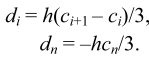 dᵢ = h(cᵢ₊₁ – cᵢ)/3,
dₙ = –hcₙ/3.